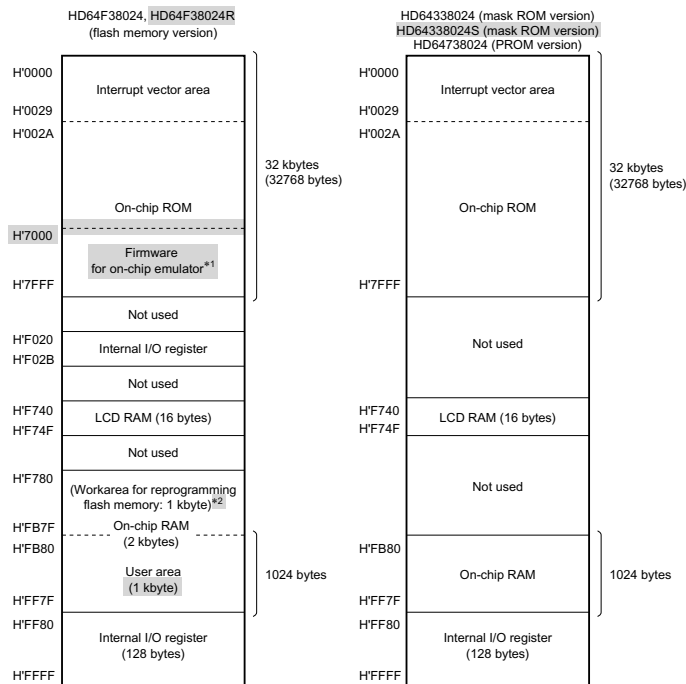 HD64F38024, HD64F38024R
(flash memory version)
H'0000
Interrupt vector area
H'0029
H'002A
32 kbytes
(32768 bytes)
On-chip ROM
H'7000
Firmware
for on-chip emulator*1
H'7FFF
Not used
H'F020
Internal I/O register
H'F02B
Not used
H'F740
LCD RAM (16 bytes)
H'F74F
Not used
H'F780
(Workarea for reprogramming
flash memory: 1 kbyte)*2
H'FB7F
On-chip RAM
(2 kbytes)
H'FB80
User area
(1 kbyte)
1024 bytes
H'FF7F
H'FF80
Internal I/O register
(128 bytes)
H'FFFF
HD64338024 (mask ROM version)
HD64338024S (mask ROM version)
HD64738024 (PROM version)
H'0000
Interrupt vector area
H'0029
H'002A
32 kbytes
(32768 bytes)
On-chip ROM
H'7FFF
Not used
H'F740
LCD RAM (16 bytes)
H'F74F
Not used
H'FB80
On-chip RAM
1024 bytes
H'FF7F
H'FF80
Internal I/O register
(128 bytes)
H'FFFF